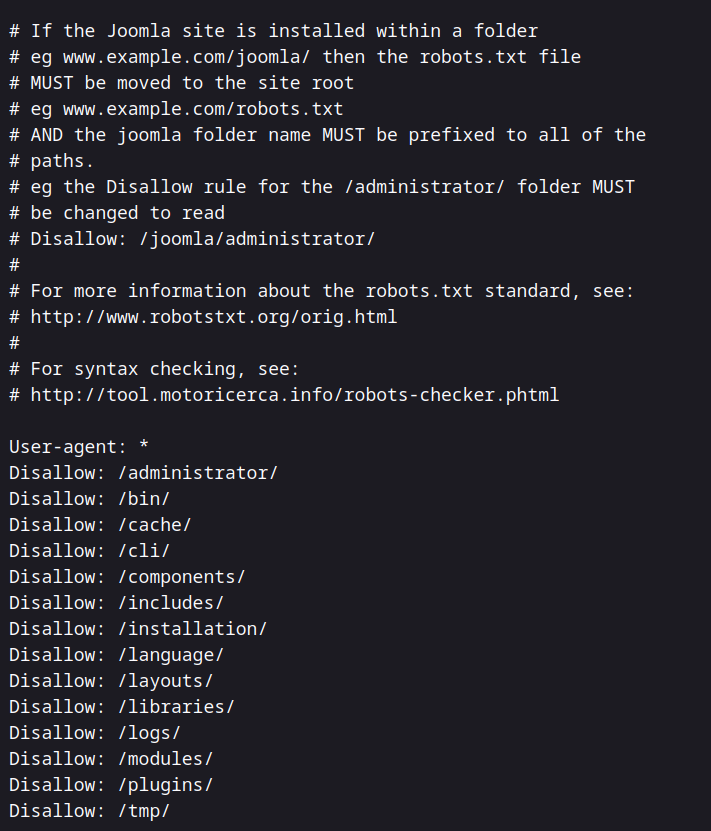 # If the Joomla site is installed within a folder
# eg www.example.com/joomla/ then the robots.txt file
# MUST be moved to the site root
# eg www.example.com/robots.txt
# AND the joomla folder name MUST be prefixed to all of the
# paths.
# eg the Disallow rule for the /administrator/ folder MUST
# be changed to read
# Disallow: /joomla/administrator/
#
# For more information about the robots.txt standard, see:
# http://www.robotstxt.org/orig.html
#
# For syntax checking, see:
# http://tool.motoricerca.info/robots-checker.phtml

User-agent: *
Disallow: /administrator/
Disallow: /bin/
Disallow: /cache/
Disallow: /cli/
Disallow: /components/
Disallow: /includes/
Disallow: /installation/
Disallow: /language/
Disallow: /layouts/
Disallow: /libraries/
Disallow: /logs/
Disallow: /modules/
Disallow: /plugins/
Disallow: /tmp/